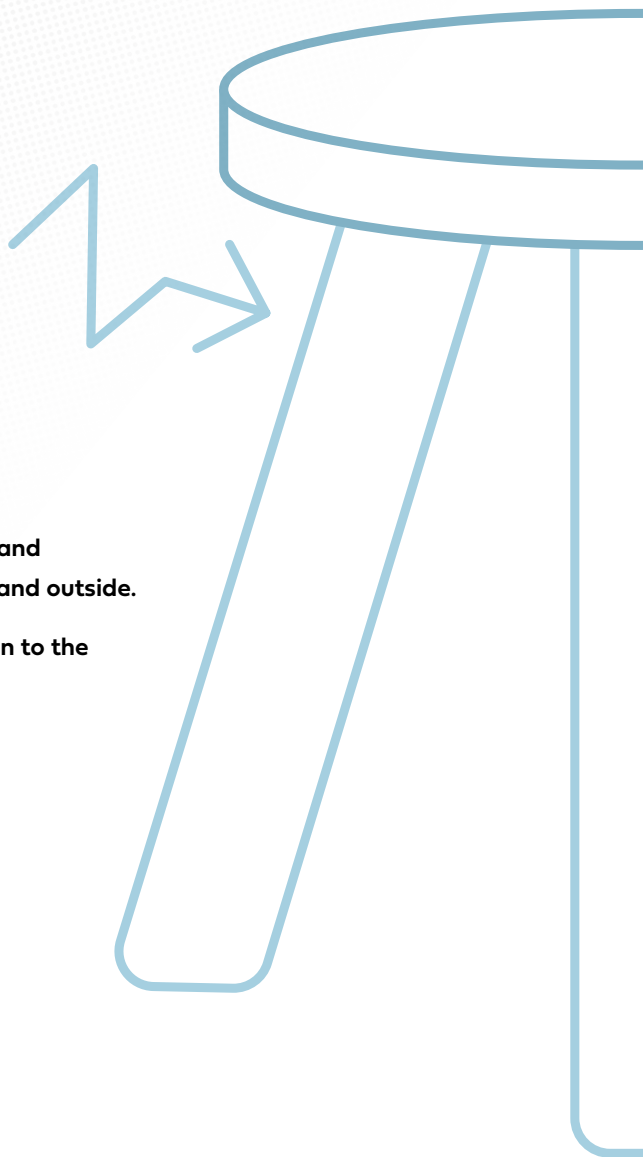 and
and outside.
n to the